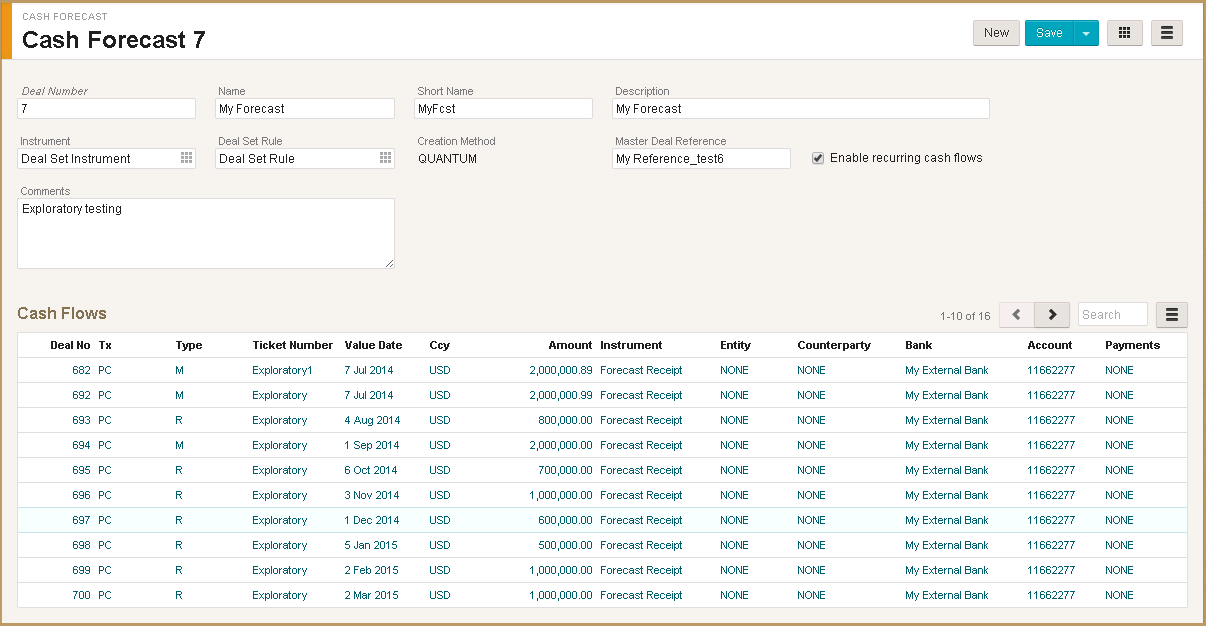 CASH FORECAST
Cash Forecast 7
New Save
Deal Number Name Short Name Description
7 My Forecast MyFcst My Forecast
Instrument Deal Set Rule Creation Method Master Deal Reference
Deal Set Instrument Deal Set Rule QUANTUM My Reference_test6 Enable recurring cash flows
Comments
Exploratory testing
Cash Flows 1-10 of 16 Search
Deal No Tx Type Ticket Number Value Date Ccy Amount Instrument Entity Counterparty Bank Account Payments
682 PC M Exploratory1 7 Jul 2014 USD 2,000,000.89 Forecast Receipt NONE NONE My External Bank 11662277 NONE
692 PC M Exploratory 7 Jul 2014 USD 2,000,000.99 Forecast Receipt NONE NONE My External Bank 11662277 NONE
693 PC R Exploratory 4 Aug 2014 USD 800,000.00 Forecast Receipt NONE NONE My External Bank 11662277 NONE
694 PC M Exploratory 1 Sep 2014 USD 2,000,000.00 Forecast Receipt NONE NONE My External Bank 11662277 NONE
695 PC R Exploratory 6 Oct 2014 USD 700,000.00 Forecast Receipt NONE NONE My External Bank 11662277 NONE
696 PC R Exploratory 3 Nov 2014 USD 1,000,000.00 Forecast Receipt NONE NONE My External Bank 11662277 NONE
697 PC R Exploratory 1 Dec 2014 USD 600,000.00 Forecast Receipt NONE NONE My External Bank 11662277 NONE
698 PC R Exploratory 5 Jan 2015 USD 500,000.00 Forecast Receipt NONE NONE My External Bank 11662277 NONE
699 PC R Exploratory 2 Feb 2015 USD 1,000,000.00 Forecast Receipt NONE NONE My External Bank 11662277 NONE
700 PC R Exploratory 2 Mar 2015 USD 1,000,000.00 Forecast Receipt NONE NONE My External Bank 11662277 NONE